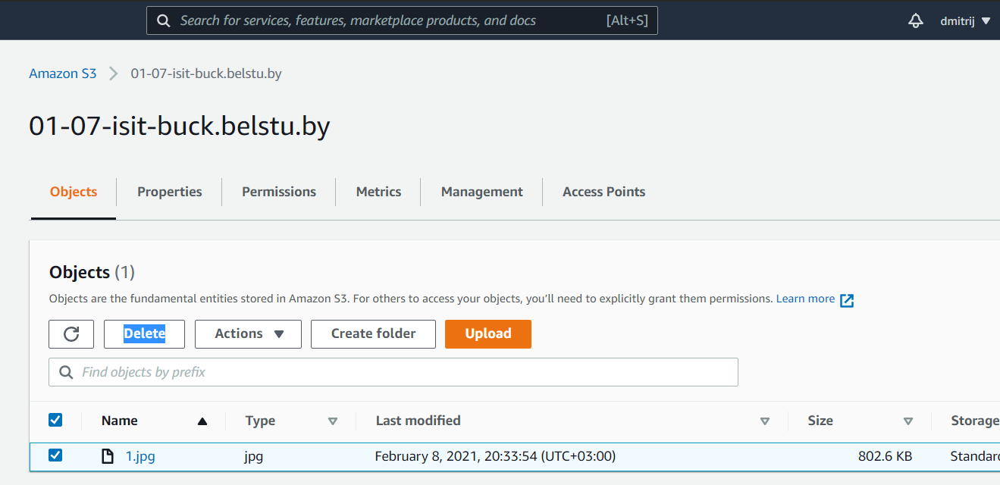 Search for services, features, marketplace products, and docs [Alt+S] dmitrij
Amazon S3 01-07-isit-buck.belstu.by
01-07-isit-buck.belstu.by
Objects Properties Permissions Metrics Management Access Points
Objects (1)
Objects are the fundamental entities stored in Amazon S3. For others to access your objects, you'll need to explicitly grant them permissions. Learn more
Delete Actions Create folder Upload
Find objects by prefix
Name Type Last modified Size Storage
1.jpg jpg February 8, 2021, 20:33:54 (UTC+03:00) 802.6 KB Standard